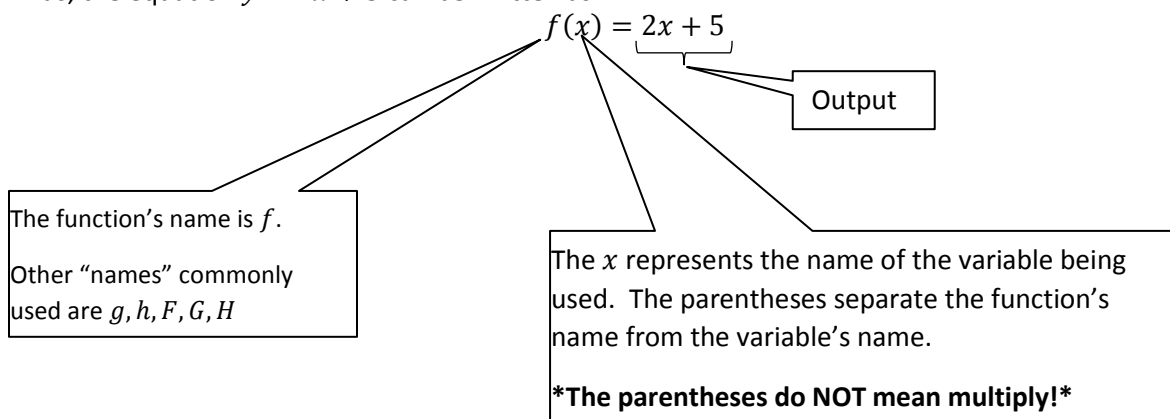 f(x) = 2x + 5
Output
The function's name is f.
Other “names” commonly
used are g, h, F, G, H
The x represents the name of the variable being
used. The parentheses separate the function's
name from the variable's name.
*The parentheses do NOT mean multiply!*